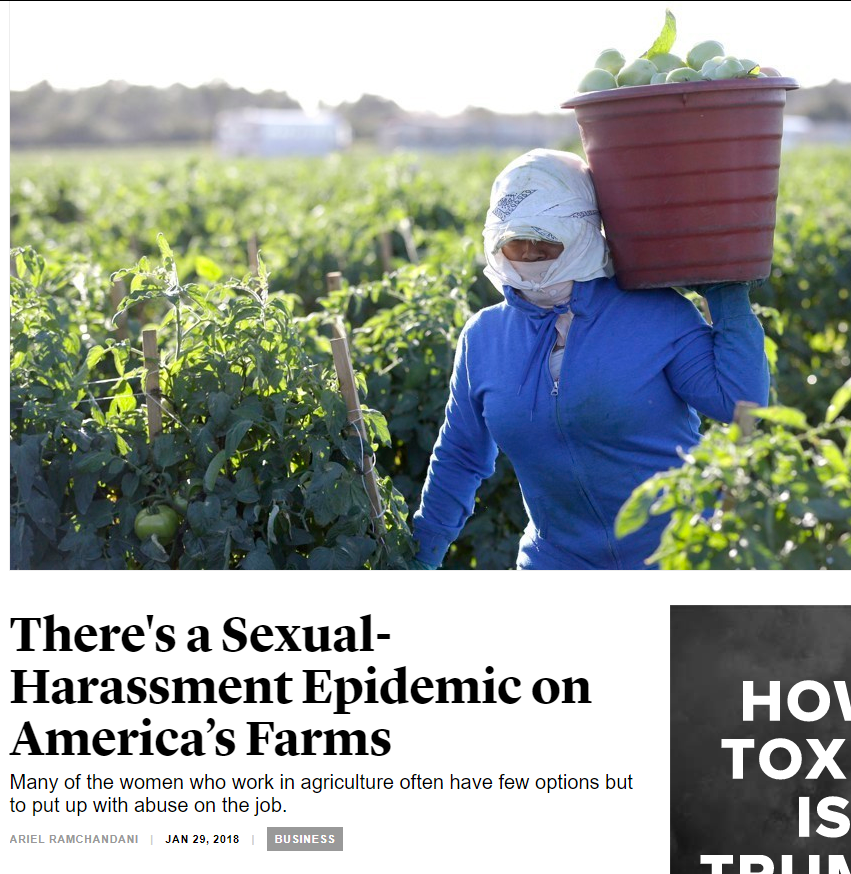 There's a Sexual-
Harassment Epidemic on
America’s Farms
Many of the women who work in agriculture often have few options but
to put up with abuse on the job.
ARIEL RAMCHANDANI | JAN 29, 2018 | BUSINESS
HOW
TOX
IS